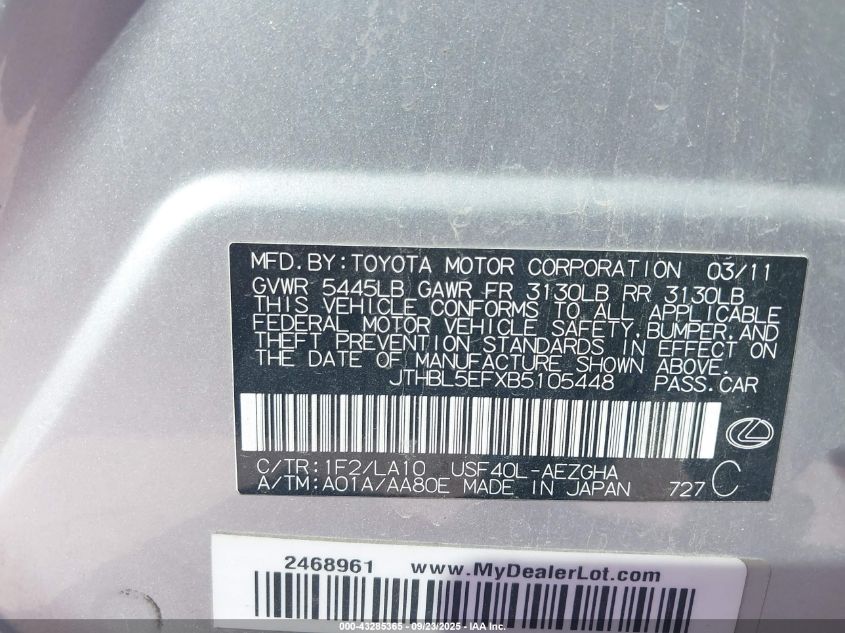 MFD. BY: TOYOTA MOTOR CORPORATION 03/11
GVWR 5445LB GAWR FR 3130LB RR 3130LB
THIS VEHICLE CONFORMS TO ALL APPLICABLE
FEDERAL MOTOR VEHICLE SAFETY, BUMPER, AND
THEFT PREVENTION STANDARDS IN EFFECT ON
THE DATE OF MANUFACTURE SHOWN ABOVE.
JTHBL5EFXB5105448 PASS.CAR
C/TR: 1F2/LA10 USF40L-AEZGHA
A/TM: A01A/AA80E MADE IN JAPAN 727 C
2468961 www.MyDealerLot.com
000-43285365 - 09/23/2025 - IAA Inc.